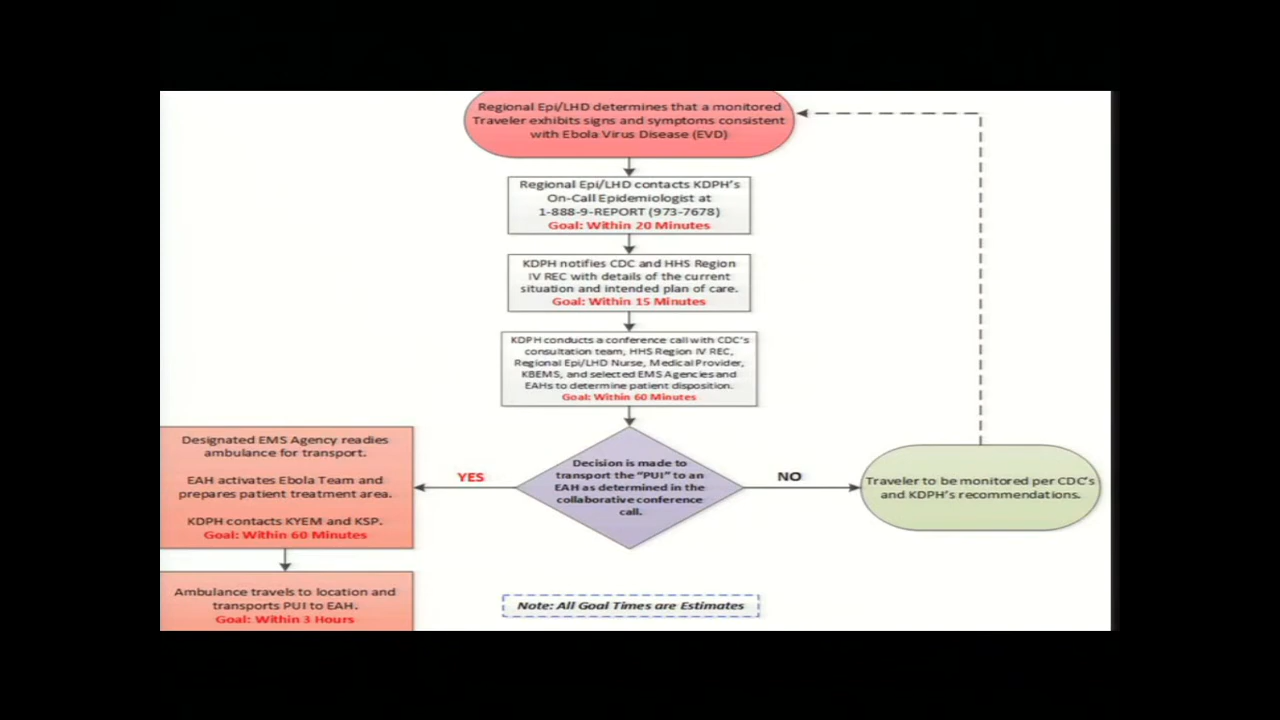 Regional Epi/LHD determines that a monitored
Traveler exhibits signs and symptoms consistent
with Ebola Virus Disease (EVD)
Regional Epi/LHD contacts KDPH's
On-Call Epidemiologist at
1-888-9-REPORT (973-7678)
Goal: Within 20 Minutes
KDPH notifies CDC and HHS Region
IV REC with details of the current
situation and intended plan of care.
Goal: Within 15 Minutes
KDPH conducts a conference call with CDC's
consultation team, HHS Region IV REC,
Regional Epi/LHD Nurse, Medical Provider,
KBEMS, and selected EMS Agencies and
EAHs to determine patient disposition.
Goal: Within 60 Minutes
Decision is made to
transport the "PUI" to an
EAH as determined in the
collaborative conference
call.
YES
NO
Designated EMS Agency readies
ambulance for transport.
EAH activates Ebola Team and
prepares patient treatment area.
KDPH contacts KYEM and KSP.
Goal: Within 60 Minutes
Traveler to be monitored per CDC's
and KDPH's recommendations.
Ambulance travels to location and
transports PUI to EAH.
Goal: Within 3 Hours
Note: All Goal Times are Estimates